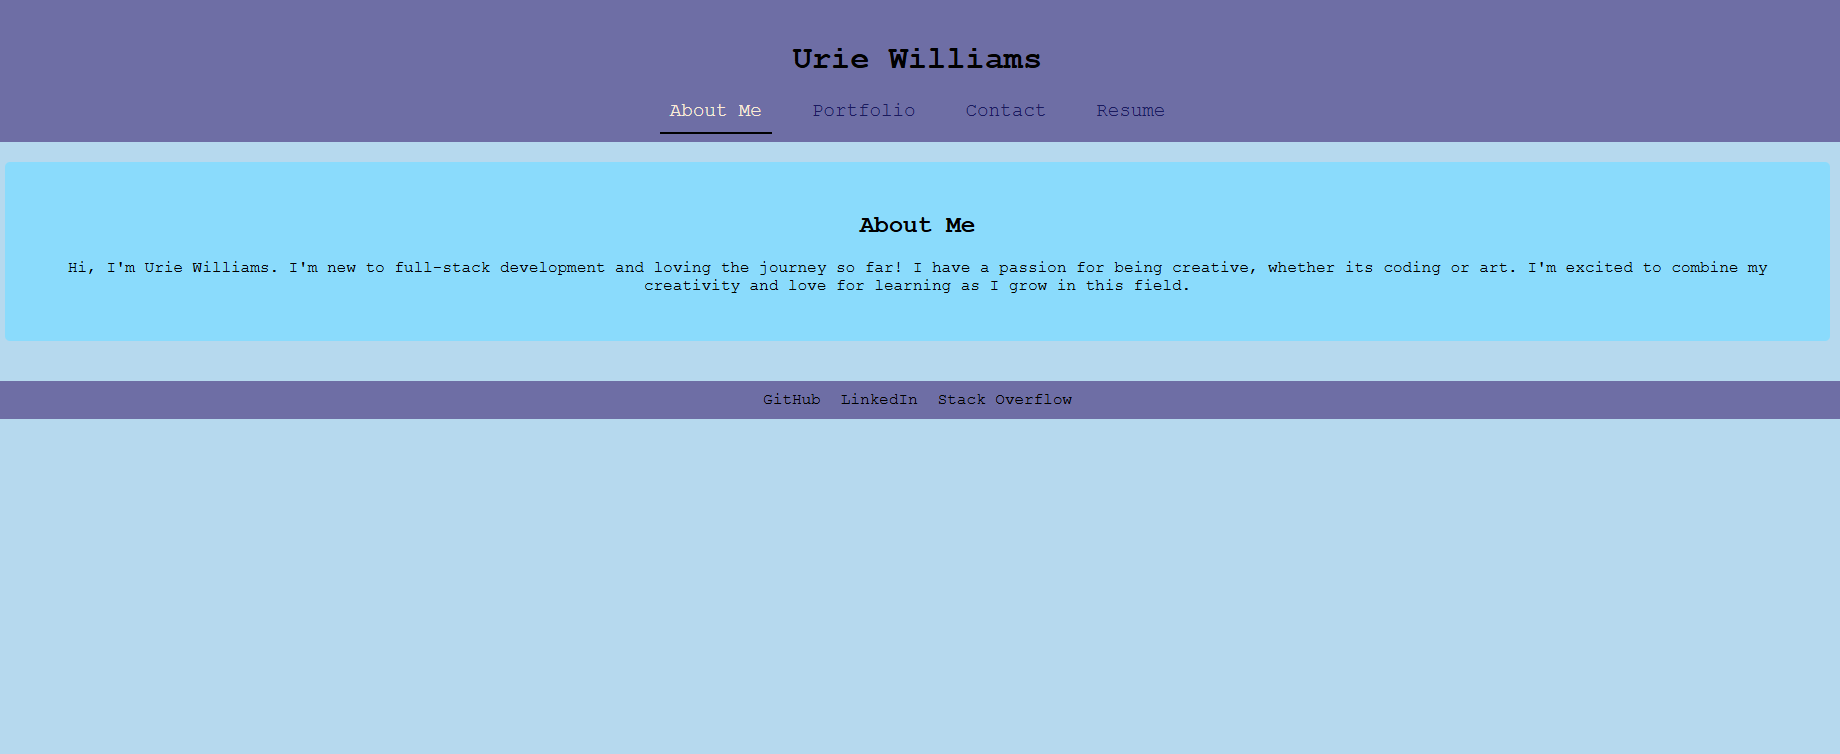 Urie Williams
About Me Portfolio Contact Resume
About Me
Hi, I'm Urie Williams. I'm new to full-stack development and loving the journey so far! I have a passion for being creative, whether its coding or art. I'm excited to combine my
creativity and love for learning as I grow in this field.
GitHub LinkedIn Stack Overflow